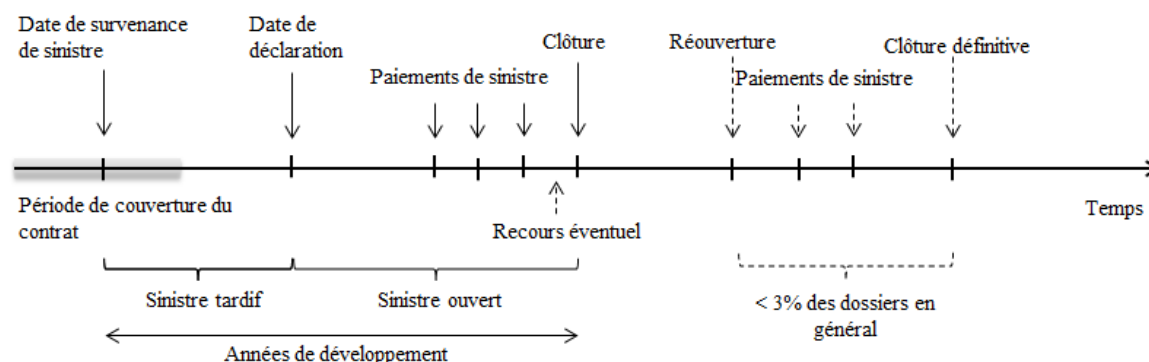 Date de survenance
de sinistre
Date de
déclaration
Paiements de sinistre
Clôture
Réouverture
Paiements de sinistre
Clôture définitive
Période de couverture du
contrat
Recours éventuel
Temps
Sinistre tardif
Sinistre ouvert
< 3% des dossiers en
général
Années de développement